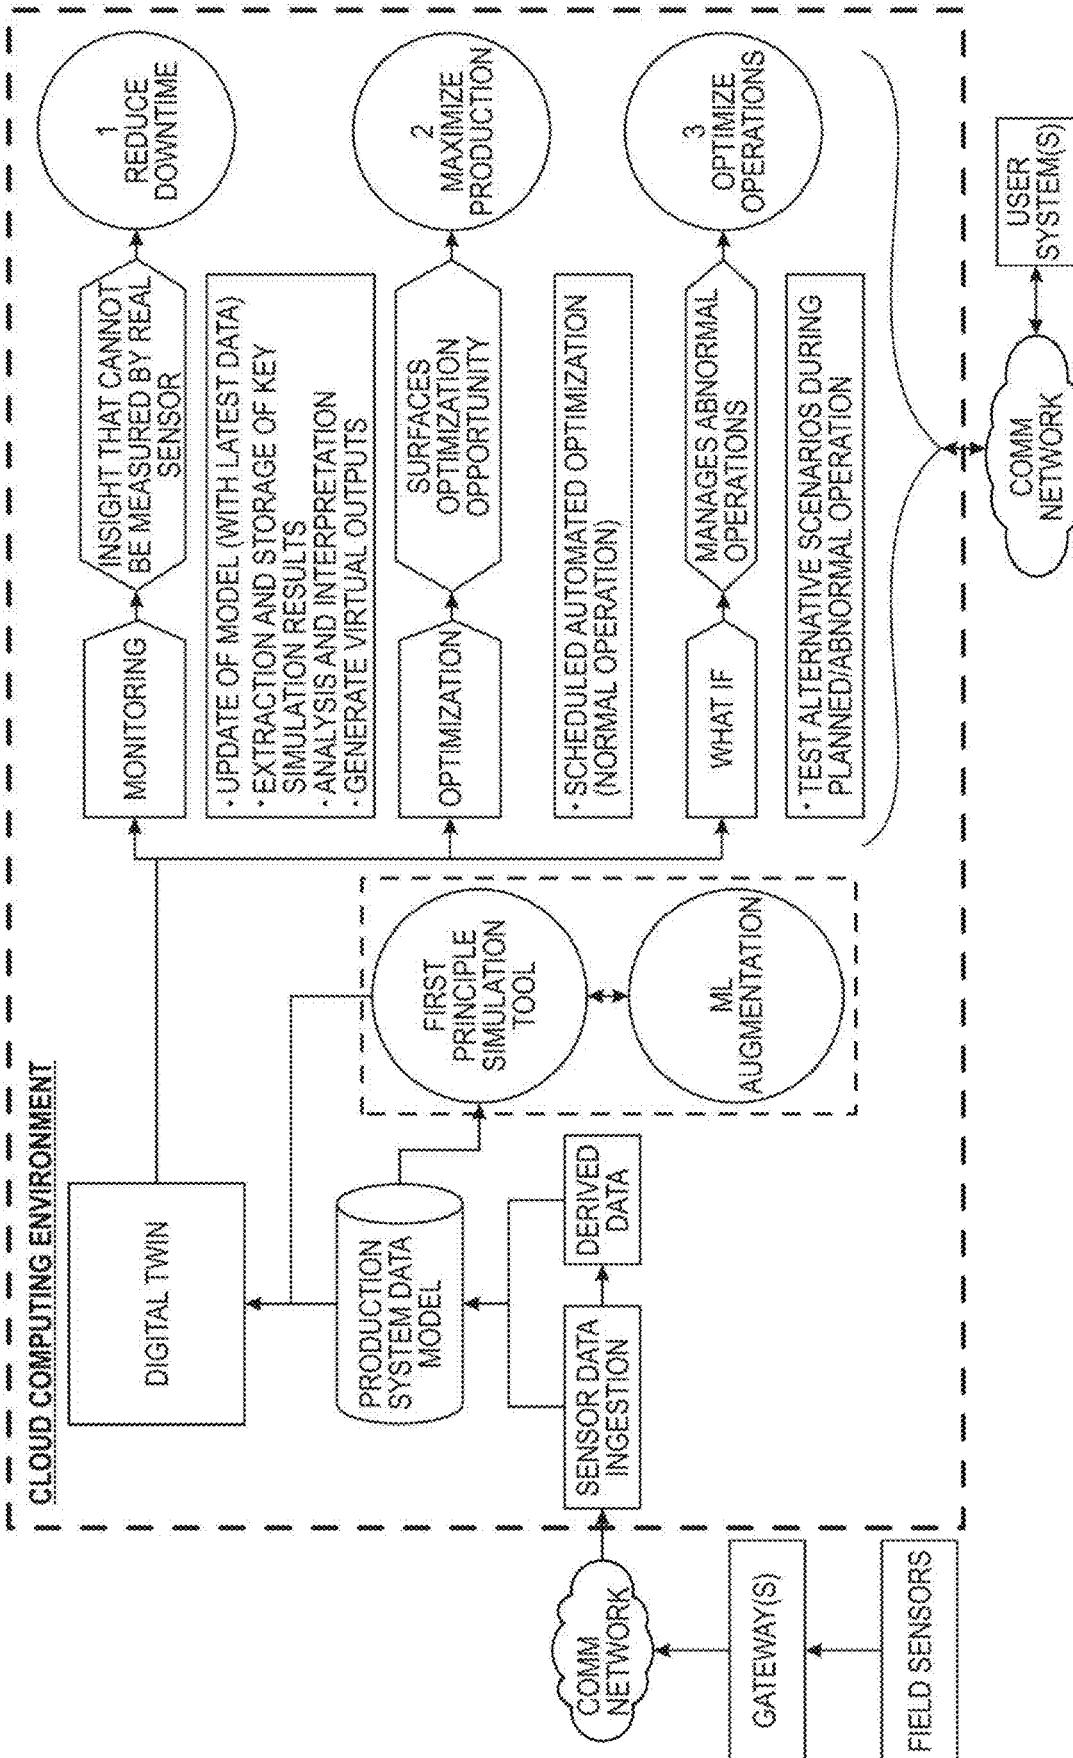 CLOUD COMPUTING ENVIRONMENT
DIGITAL TWIN
PRODUCTION
SYSTEM DATA
MODEL
SENSOR DATA
INGESTION
DERIVED
DATA
COMM
NETWORK
GATEWAY(S)
FIELD SENSORS
FIRST
PRINCIPLE
SIMULATION
TOOL
ML
AUGMENTATION
MONITORING
INSIGHT THAT CANNOT
BE MEASURED BY REAL
SENSOR
1
REDUCE
DOWNTIME
• UPDATE OF MODEL (WITH LATEST DATA)
• EXTRACTION AND STORAGE OF KEY
SIMULATION RESULTS
• ANALYSIS AND INTERPRETATION
• GENERATE VIRTUAL OUTPUTS
OPTIMIZATION
SURFACES
OPTIMIZATION
OPPORTUNITY
2
MAXIMIZE
PRODUCTION
• SCHEDULED AUTOMATED OPTIMIZATION
(NORMAL OPERATION)
WHAT IF
MANAGES ABNORMAL
OPERATIONS
3
OPTIMIZE
OPERATIONS
• TEST ALTERNATIVE SCENARIOS DURING
PLANNED/ABNORMAL OPERATION
COMM
NETWORK
USER
SYSTEM(S)